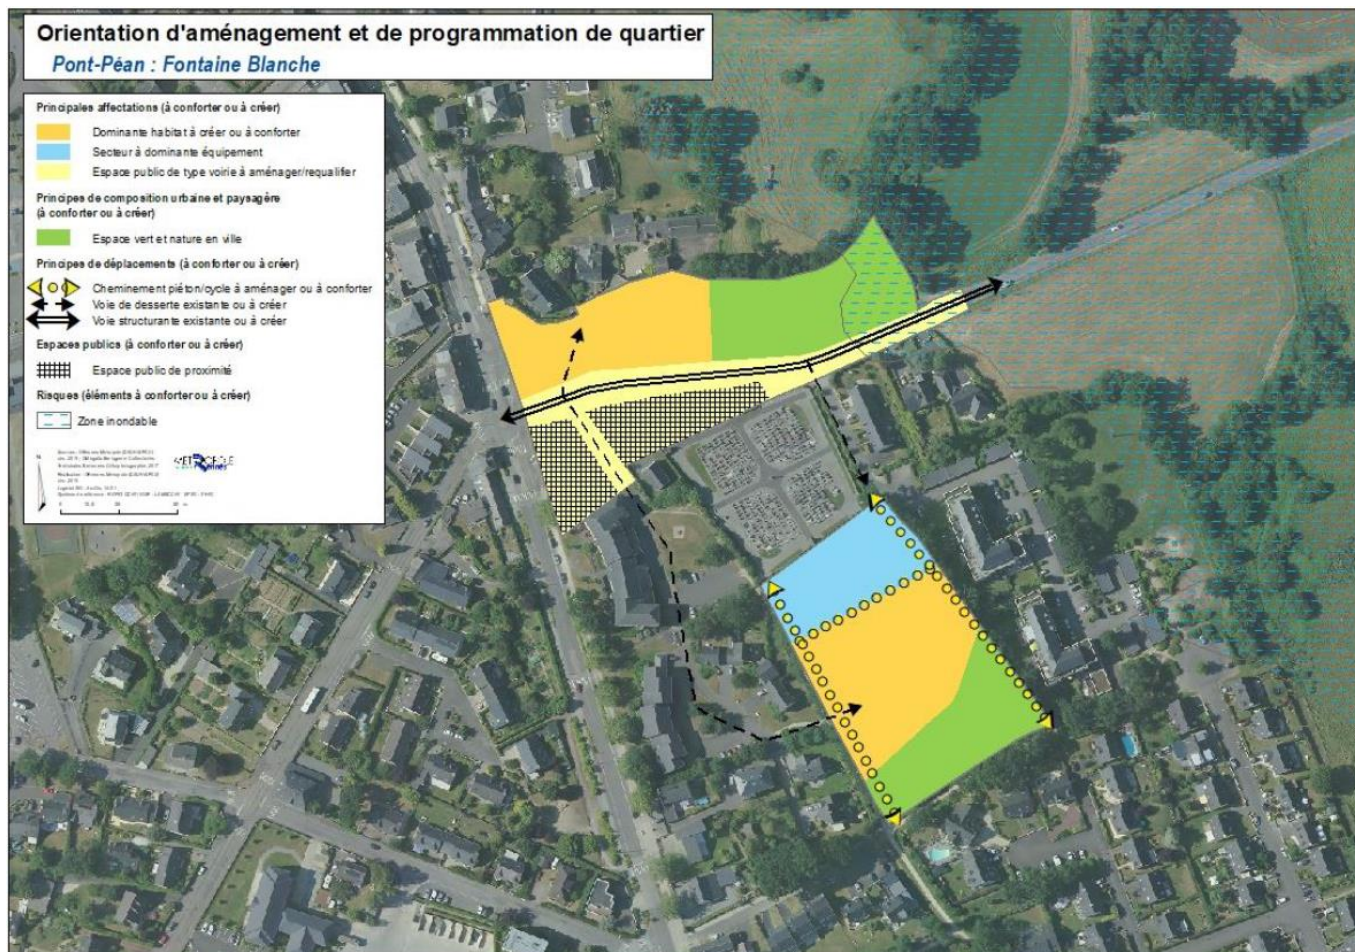 Orientation d'aménagement et de programmation de quartier
Pont-Péan : Fontaine Blanche
Principales affectations (à conforter ou à créer)
Dominante habitat à créer ou à conforter
Secteur à dominante équipement
Espace public de type voirie à aménager/requalifier
Principes de composition urbaine et paysagère
(à conforter ou à créer)
Espace vert et nature en ville
Principes de déplacements (à conforter ou à créer)
Cheminement piéton/cycle à aménager ou à conforter
Voie de desserte existante ou à créer
Voie structurante existante ou à créer
Espaces publics (à conforter ou à créer)
Espace public de proximité
Risques (éléments à conforter ou à créer)
Zone inondable
N